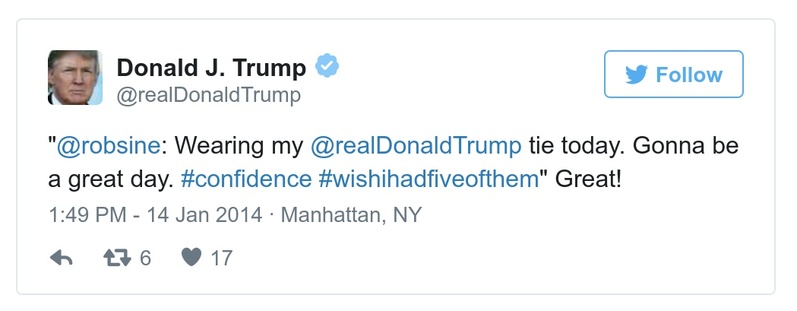 Donald J. Trump
@realDonaldTrump
Follow
"@robsine: Wearing my @realDonaldTrump tie today. Gonna be
a great day. #confidence #wishihadfiveofthem" Great!
1:49 PM - 14 Jan 2014 · Manhattan, NY
6 17